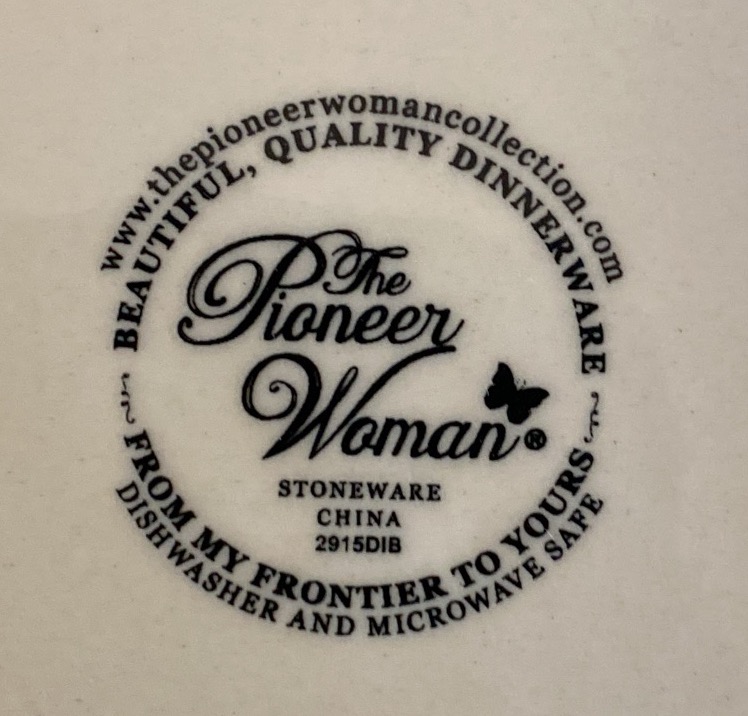 www.thepioneerwomancollection.com
BEAUTIFUL, QUALITY DINNERWARE
The
Pioneer
Woman®
STONEWARE
CHINA
2915DIB
FROM MY FRONTIER TO YOURS
DISHWASHER AND MICROWAVE SAFE